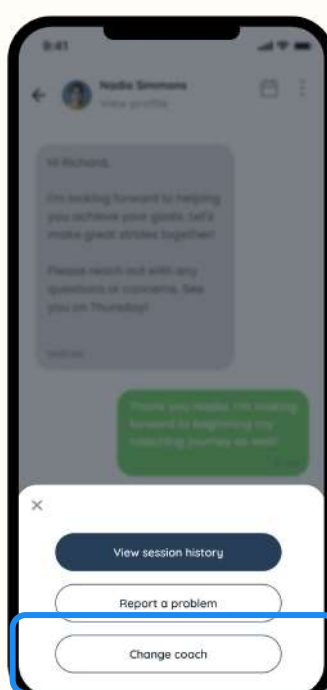 9:41
Nadia Simmons
View profile
Hi Richard,
I'm looking forward to helping
you achieve your goals. Let's
make great strides together!
Please reach out with any
questions or concerns. See
you on Thursday!
Thank you Nadia, I'm looking
forward to beginning my
coaching journey as well!
View session history
Report a problem
Change coach